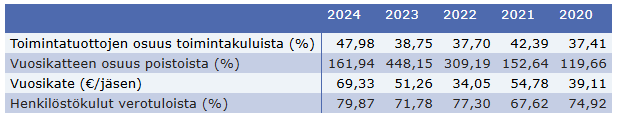 2024 2023 2022 2021 2020
Toimintatuottojen osuus toimintakuluista (%) 47,98 38,75 37,70 42,39 37,41
Vuosikatteen osuus poistoista (%) 161,94 448,15 309,19 152,64 119,66
Vuosikate (€/jäsen) 69,33 51,26 34,05 54,78 39,11
Henkilöstökulut verotuloista (%) 79,87 71,78 77,30 67,62 74,92